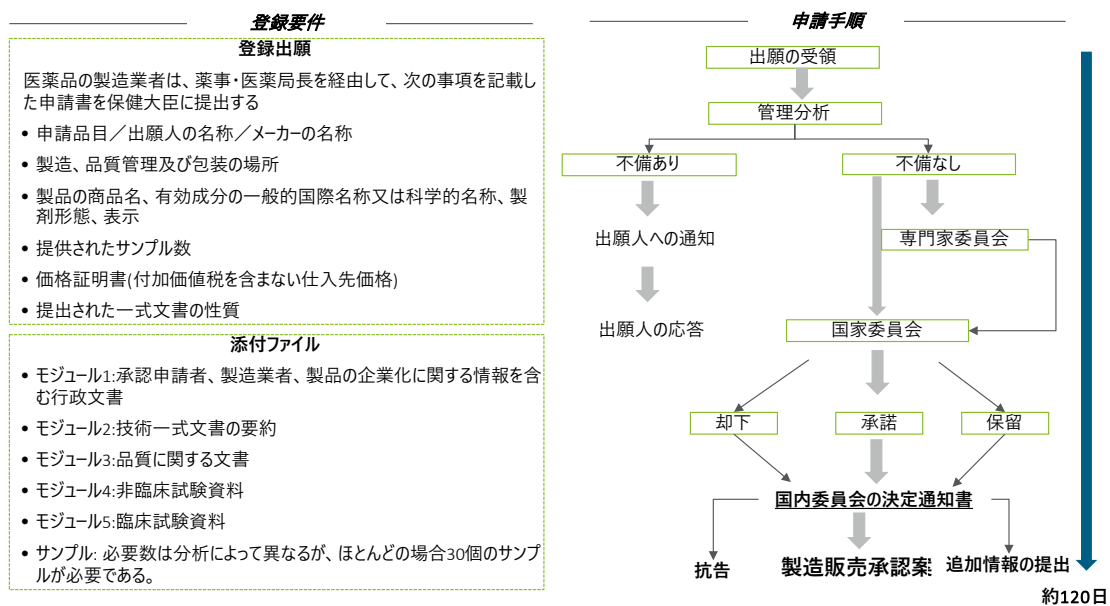 登録要件
登録出願
医薬品の製造業者は、薬事・医薬局長を経由して、次の事項を記載し
た申請書を保健大臣に提出する
• 申請品目／出願人の名称／メーカーの名称
• 製造、品質管理及び包装の場所
• 製品の商品名、有効成分の一般的国際名称又は科学的名称、製
剤形態、表示
• 提供されたサンプル数
• 価格証明書(付加価値税を含まない仕入先価格)
• 提出された一式文書の性質
添付ファイル
• モジュール1:承認申請者、製造業者、製品の企業化に関する情報を含
む行政文書
• モジュール2:技術一式文書の要約
• モジュール3:品質に関する文書
• モジュール4:非臨床試験資料
• モジュール5:臨床試験資料
• サンプル: 必要数は分析によって異なるが、ほとんどの場合30個のサンプ
ルが必要である。
申請手順
出願の受領
管理分析
不備あり
不備なし
出願人への通知
専門家委員会
出願人の応答
国家委員会
却下
承諾
保留
国内委員会の決定通知書
抗告
製造販売承認案
追加情報の提出
約120日